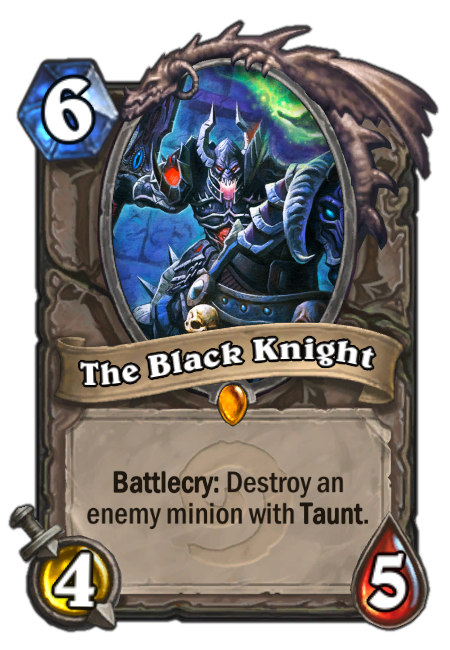 6
The Black Knight
Battlecry: Destroy an
enemy minion with Taunt.
4
5